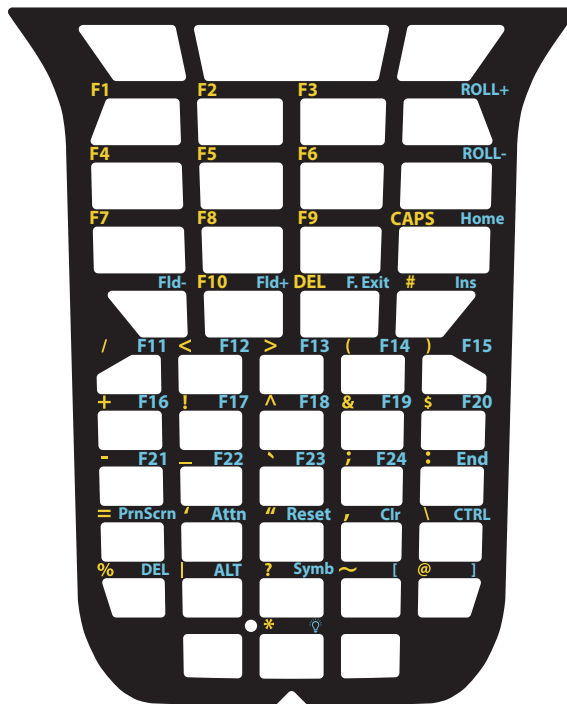 F1 F2 F3 ROLL+
F4 F5 F6 ROLL-
F7 F8 F9 CAPS Home
Fld- F10 Fld+ DEL F. Exit # Ins
/ F11 < F12 > F13 ( F14 ) F15
+ F16 ! F17 ^ F18 & F19 $ F20
- F21 _ F22 ` F23 ; F24 : End
= PrnScrn ‘ Attn “ Reset , Clr \ CTRL
% DEL | ALT ? Symb ~ [ @ ]
*